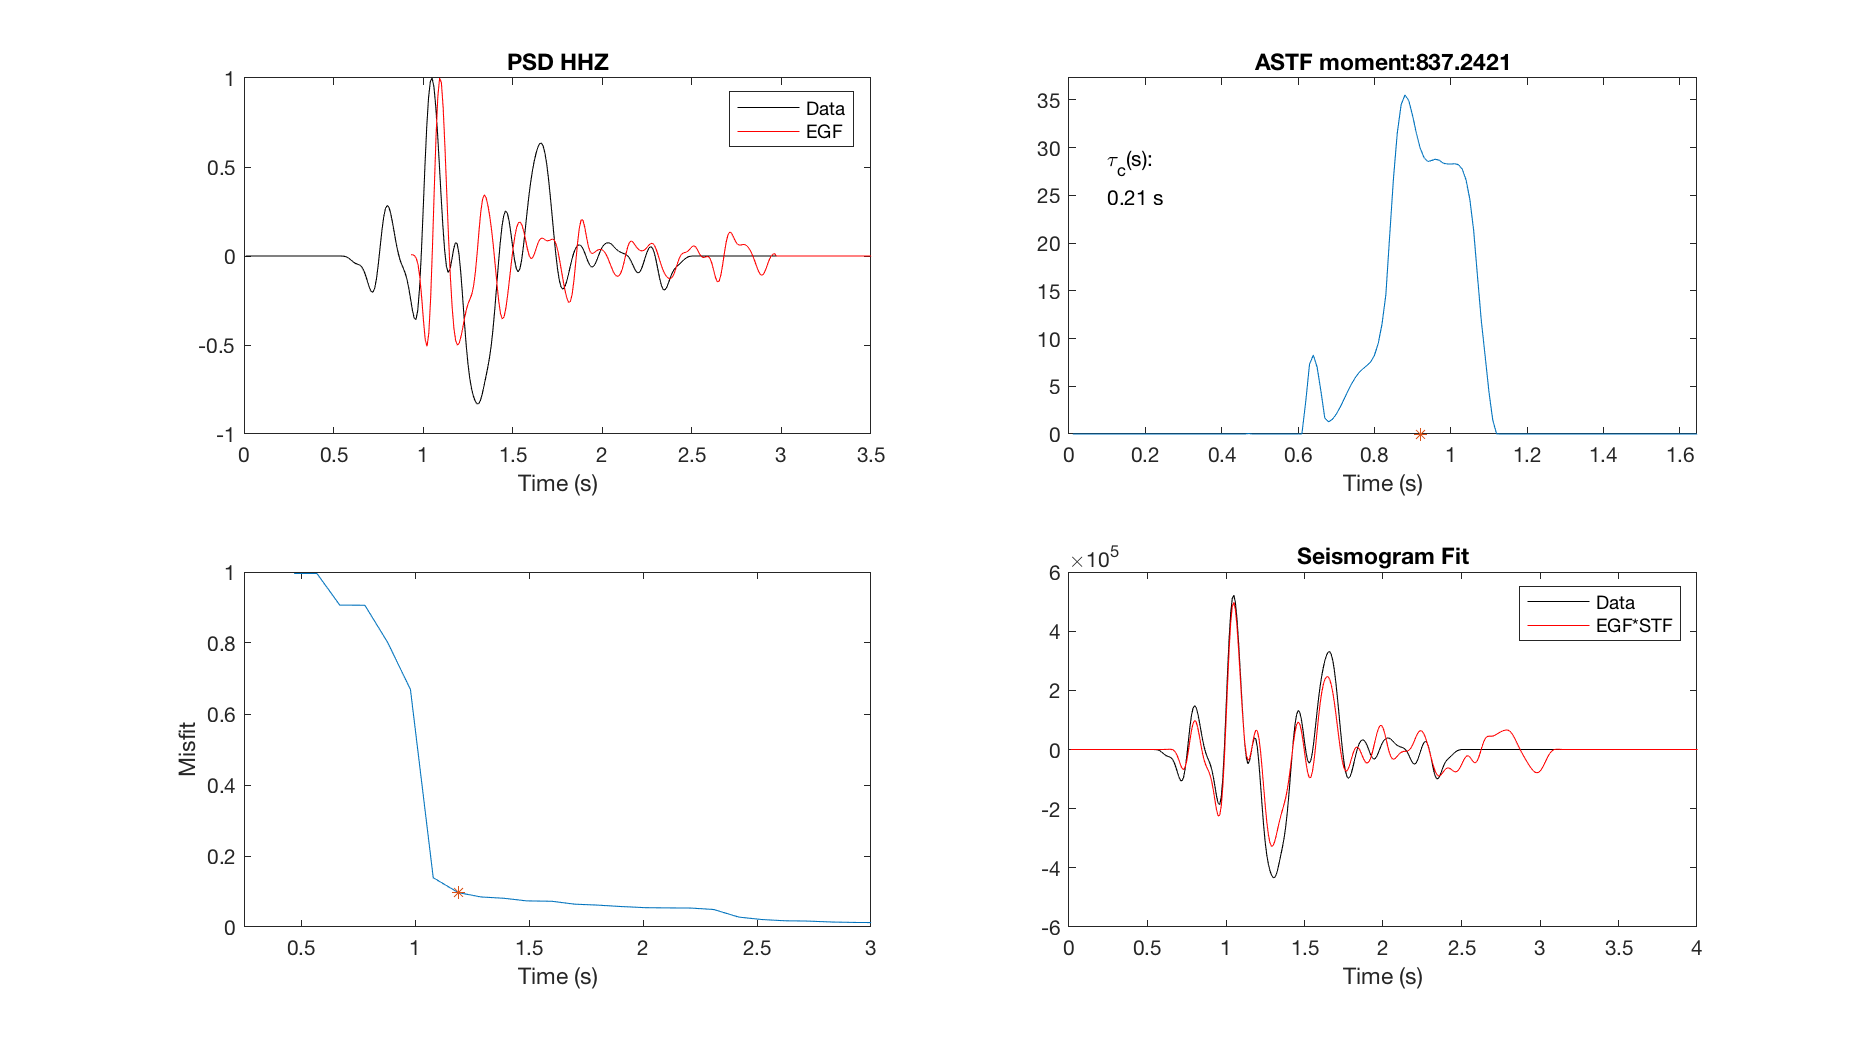 PSD HHZ
1
0.5
0
-0.5
-1
0 0.5 1 1.5 2 2.5 3 3.5
Time (s)
Data
EGF
ASTF moment:837.2421
35
30
25
20
15
10
5
0
τc(s):
0.21 s
0 0.2 0.4 0.6 0.8 1 1.2 1.4 1.6
Time (s)
1
0.8
0.6
0.4
0.2
0
Misfit
0.5 1 1.5 2 2.5 3
Time (s)
Seismogram Fit
×10^5
6
4
2
0
-2
-4
-6
Data
EGF*STF
0 0.5 1 1.5 2 2.5 3 3.5 4
Time (s)